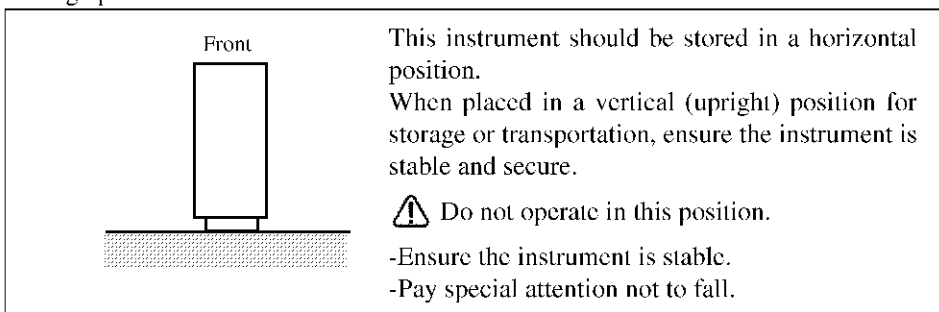 Front
This instrument should be stored in a horizontal
position.
When placed in a vertical (upright) position for
storage or transportation, ensure the instrument is
stable and secure.
Do not operate in this position.
-Ensure the instrument is stable.
-Pay special attention not to fall.